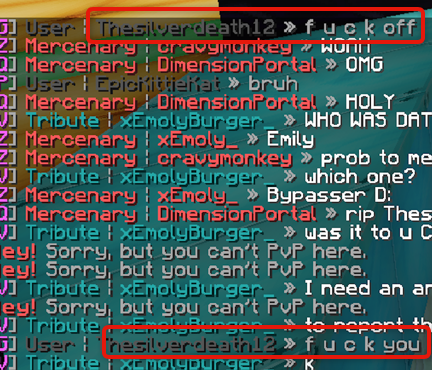 G] User | Thesilverdeath12 » f u c k off
Z] Mercenary | cravymonkey » WOAH
Q] Mercenary | DimensionPortal » OMG
P] User | EpicKittieKat » bruh
Q] Mercenary | DimensionPortal » HOLY
V] Tribute | xEmolyBurger_ » WHO WAS DAT
Z] Mercenary | xEmoly_ » Emily
Z] Mercenary | cravymonkey » prob to me
V] Tribute | xEmolyBurger_ » which one?
Z] Mercenary | xEmoly_ » Bypasser D:
Q] Mercenary | DimensionPortal » rip Thes
V] Tribute | xEmolyBurger_ » was it to u C
Hey! Sorry, but you can't PvP here.
Hey! Sorry, but you can't PvP here.
V] Tribute | xEmolyBurger_ » I need an an
Hey! Sorry, but you can't PvP here.
V] Tribute | xEmolyBurger_ » to report th
G] User | Thesilverdeath12 » f u c k you
V] Tribute | xEmolyBurger_ » k